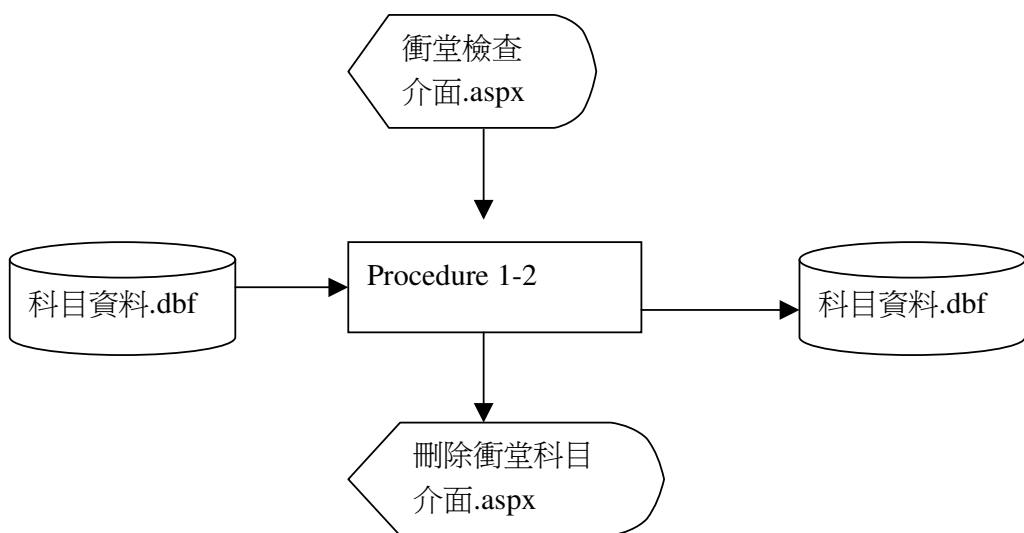 衝堂檢查
介面.aspx
科目資料.dbf
Procedure 1-2
科目資料.dbf
刪除衝堂科目
介面.aspx